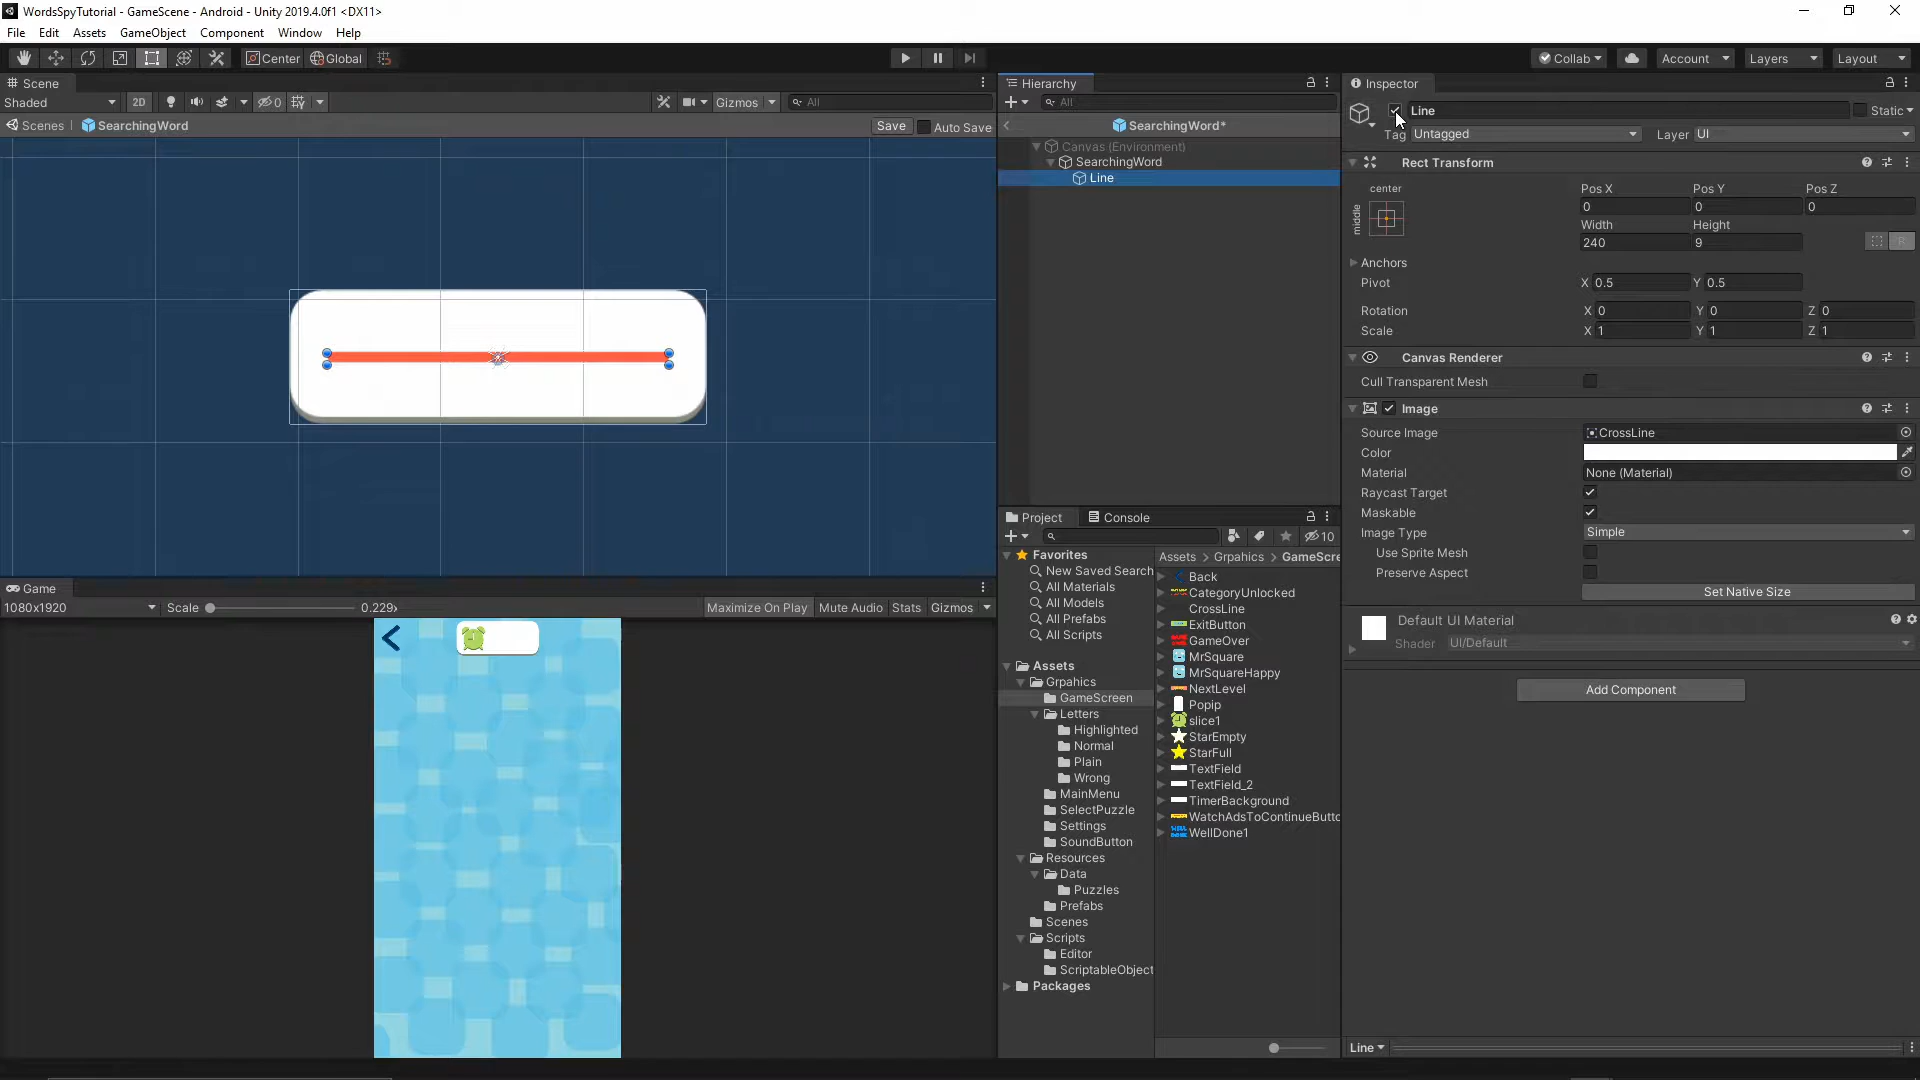 WordsSpyTutorial - GameScene - Android - Unity 2019.4.0f1 <DX11>
File Edit Assets GameObject Component Window Help
Center Global Collab Account Layers Layout
Scene
Shaded 2D 0 Gizmos All
Scenes SearchingWord Save Auto Save
Game
1080x1920 Scale 0.229x Maximize On Play Mute Audio Stats Gizmos
Hierarchy
All
SearchingWord*
Canvas (Environment)
SearchingWord
Line
Project Console
10
Favorites
New Saved Search
All Materials
All Models
All Prefabs
All Scripts
Assets
Grpahics
GameScreen
Letters
Highlighted
Normal
Plain
Wrong
MainMenu
SelectPuzzle
Settings
SoundButton
Resources
Data
Puzzles
Prefabs
Scenes
Scripts
Editor
ScriptableObject
Packages
Assets > Grpahics > GameScre
Back
CategoryUnlocked
CrossLine
ExitButton
GameOver
MrSquare
MrSquareHappy
NextLevel
Popip
slice1
StarEmpty
StarFull
TextField
TextField_2
TimerBackground
WatchAdsToContinueButto
WellDone1
Inspector
Line Static
Tag Untagged Layer UI
Rect Transform
center
middle
Pos X Pos Y Pos Z
0 0 0
Width Height
240 9
R
Anchors
Pivot X 0.5 Y 0.5
Rotation X 0 Y 0 Z 0
Scale X 1 Y 1 Z 1
Canvas Renderer
Cull Transparent Mesh
Image
Source Image CrossLine
Color
Material None (Material)
Raycast Target
Maskable
Image Type Simple
Use Sprite Mesh
Preserve Aspect
Set Native Size
Default UI Material
Shader UI/Default
Add Component
Line